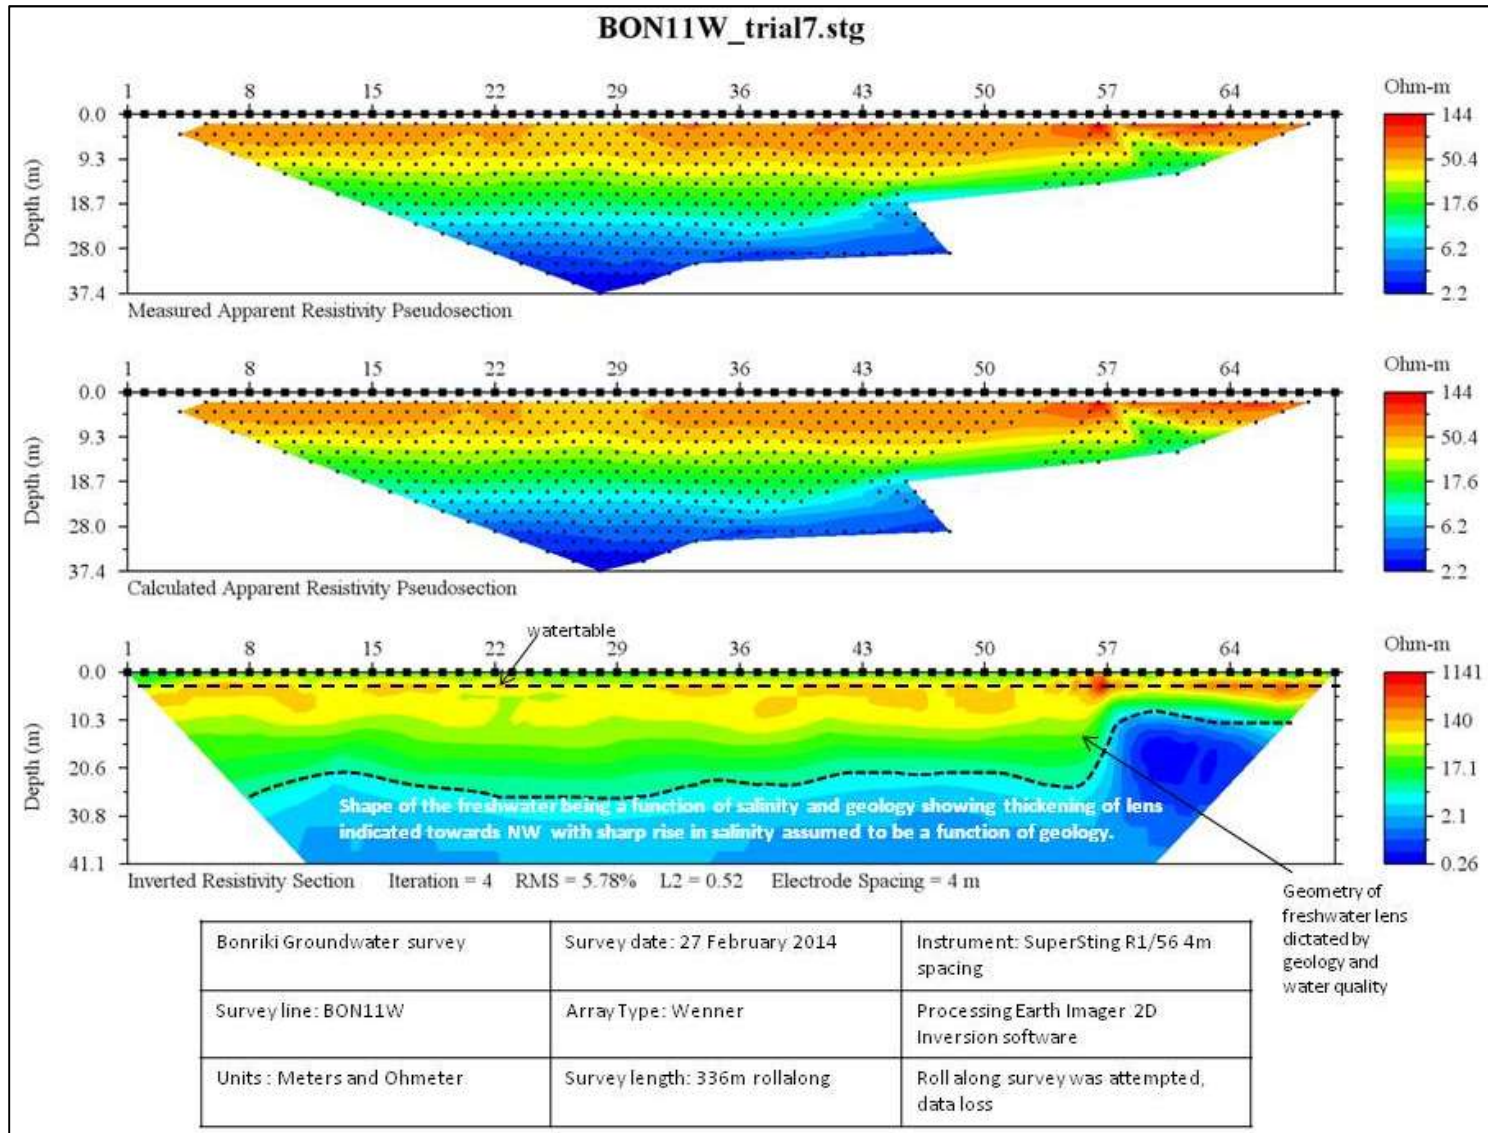 BON11W_trial7.stg
1 8 15 22 29 36 43 50 57 64
Ohm-m
Depth (m)
0.0
9.3
18.7
28.0
37.4
144
50.4
17.6
6.2
2.2
Measured Apparent Resistivity Pseudosection
1 8 15 22 29 36 43 50 57 64
Ohm-m
Depth (m)
0.0
9.3
18.7
28.0
37.4
144
50.4
17.6
6.2
2.2
Calculated Apparent Resistivity Pseudosection
watertable
1 8 15 22 29 36 43 50 57 64
Ohm-m
Depth (m)
0.0
10.3
20.6
30.8
41.1
1141
140
17.1
2.1
0.26
Shape of the freshwater being a function of salinity and geology showing thickening of lens
indicated towards NW with sharp rise in salinity assumed to be a function of geology.
Inverted Resistivity Section Iteration = 4 RMS = 5.78% L2 = 0.52 Electrode Spacing = 4 m
Geometry of
freshwater lens
dictated by
geology and
water quality
Bonriki Groundwater survey
Survey date: 27 February 2014
Instrument: SuperSting R1/56 4m
spacing
Survey line: BON11W
Array Type: Wenner
Processing Earth Imager 2D
Inversion software
Units : Meters and Ohmeter
Survey length: 336m rollalong
Roll along survey was attempted,
data loss